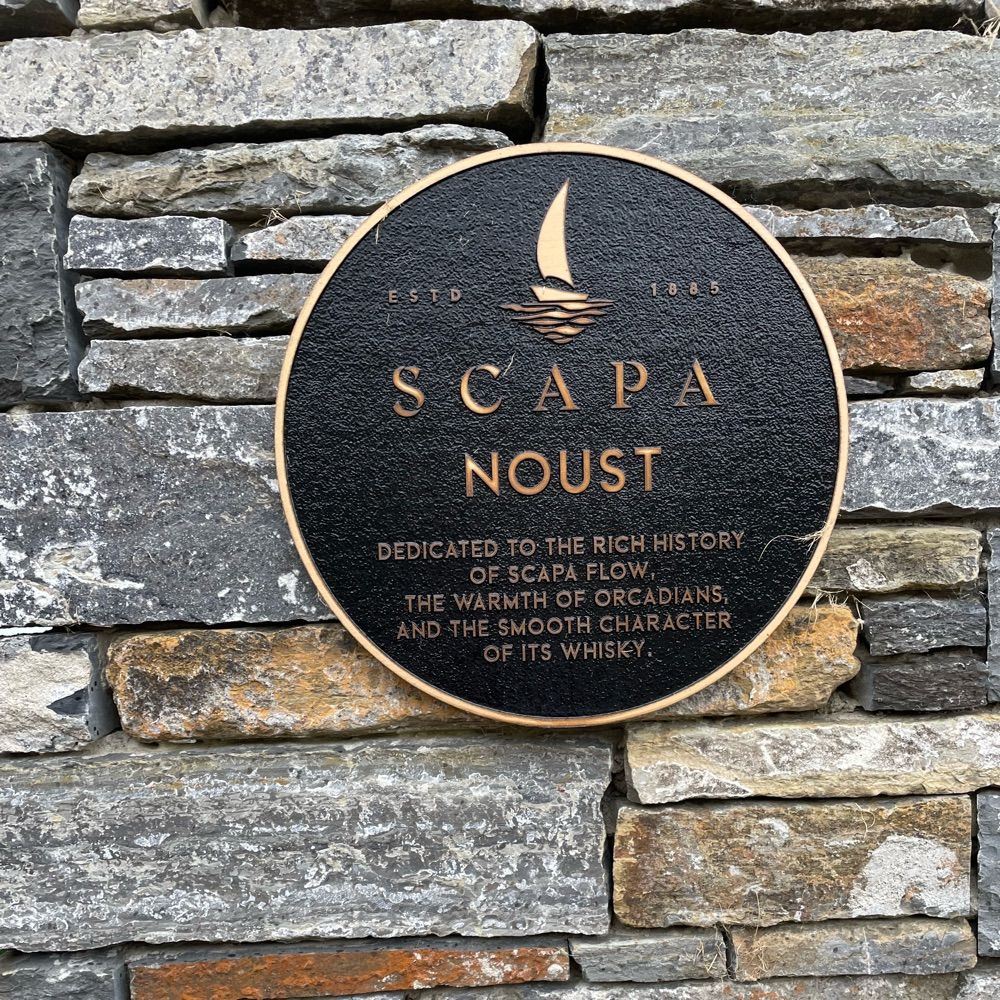 ESTD 1885
SCAPA
NOUST
DEDICATED TO THE RICH HISTORY
OF SCAPA FLOW,
THE WARMTH OF ORCADIANS,
AND THE SMOOTH CHARACTER
OF ITS WHISKY.